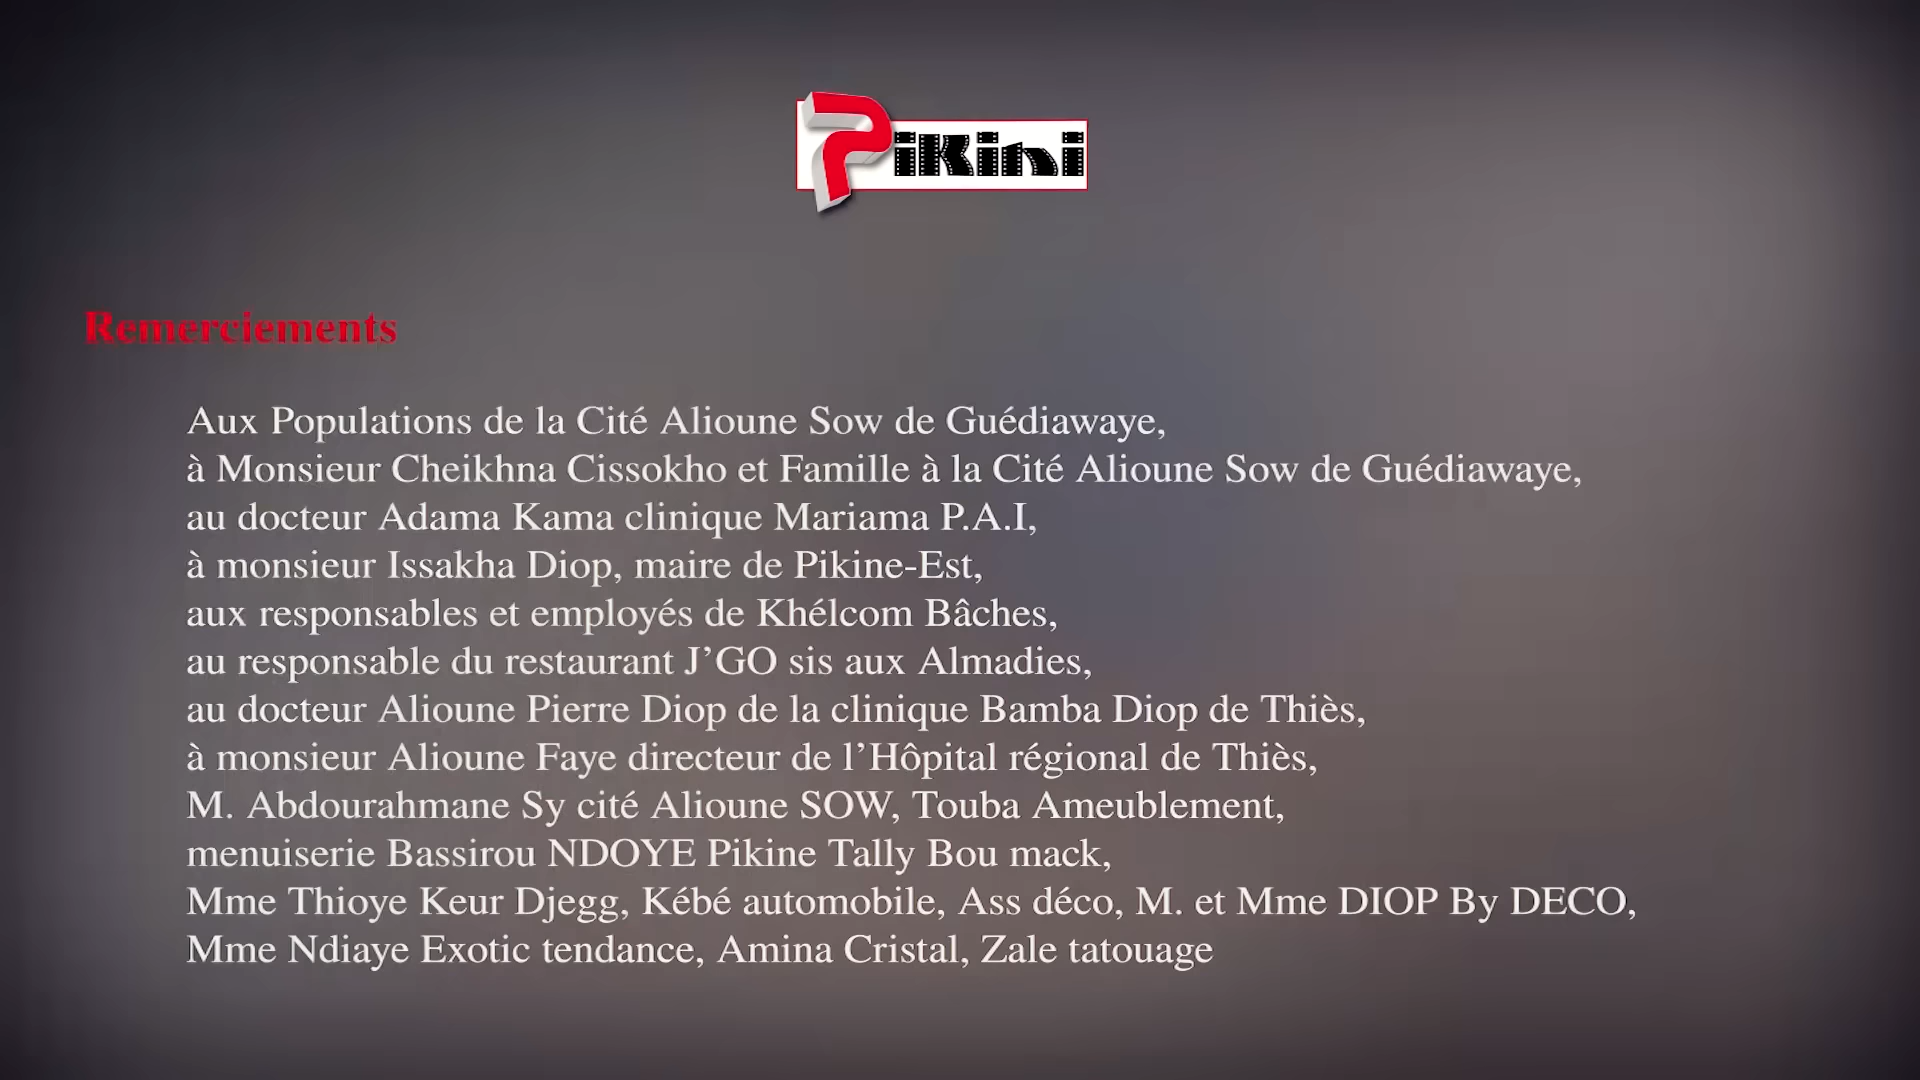 PiKini
Remerciements
Aux Populations de la Cité Alioune Sow de Guédiawaye,
à Monsieur Cheikhna Cissokho et Famille à la Cité Alioune Sow de Guédiawaye,
au docteur Adama Kama clinique Mariama P.A.I,
à monsieur Issakha Diop, maire de Pikine-Est,
aux responsables et employés de Khélcom Bâches,
au responsable du restaurant J’GO sis aux Almadies,
au docteur Alioune Pierre Diop de la clinique Bamba Diop de Thiès,
à monsieur Alioune Faye directeur de l’Hôpital régional de Thiès,
M. Abdourahmane Sy cité Alioune SOW, Touba Ameublement,
menuiserie Bassirou NDOYE Pikine Tally Bou mack,
Mme Thioye Keur Djegg, Kébé automobile, Ass déco, M. et Mme DIOP By DECO,
Mme Ndiaye Exotic tendance, Amina Cristal, Zale tatouage